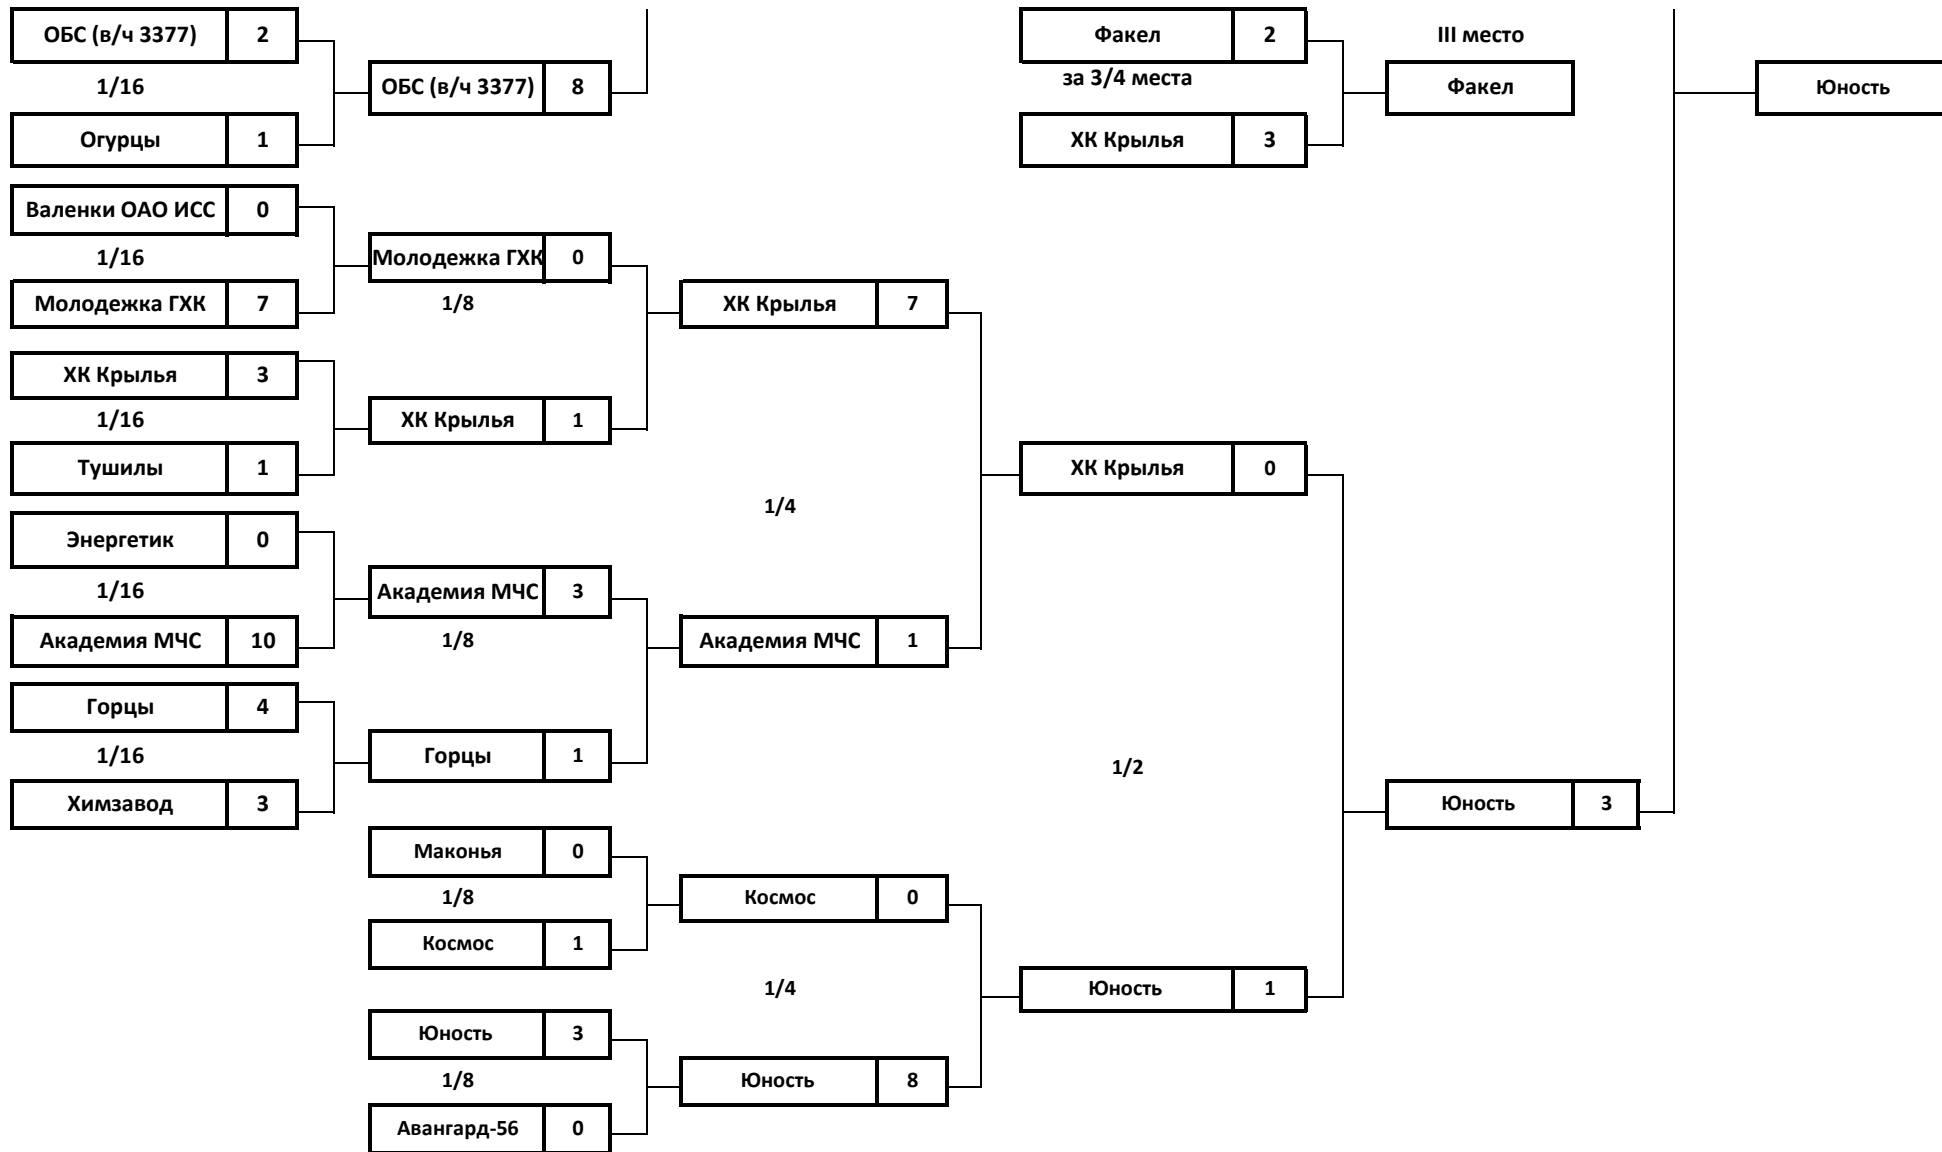 ОБС (в/ч 3377) 2
Факел 2
III место
1/16
ОБС (в/ч 3377) 8
за 3/4 места
Факел
Юность
Огурцы 1
ХК Крылья 3
Валенки ОАО ИСС 0
1/16
Молодежка ГХК 0
Молодежка ГХК 7
1/8
ХК Крылья 7
ХК Крылья 3
1/16
ХК Крылья 1
Тушилы 1
ХК Крылья 0
1/4
Энергетик 0
1/16
Академия МЧС 3
Академия МЧС 10
1/8
Академия МЧС 1
Горцы 4
1/16
Горцы 1
1/2
Химзавод 3
Юность 3
Маконья 0
1/8
Космос 0
Космос 1
1/4
Юность 1
Юность 3
1/8
Юность 8
Авангард-56 0